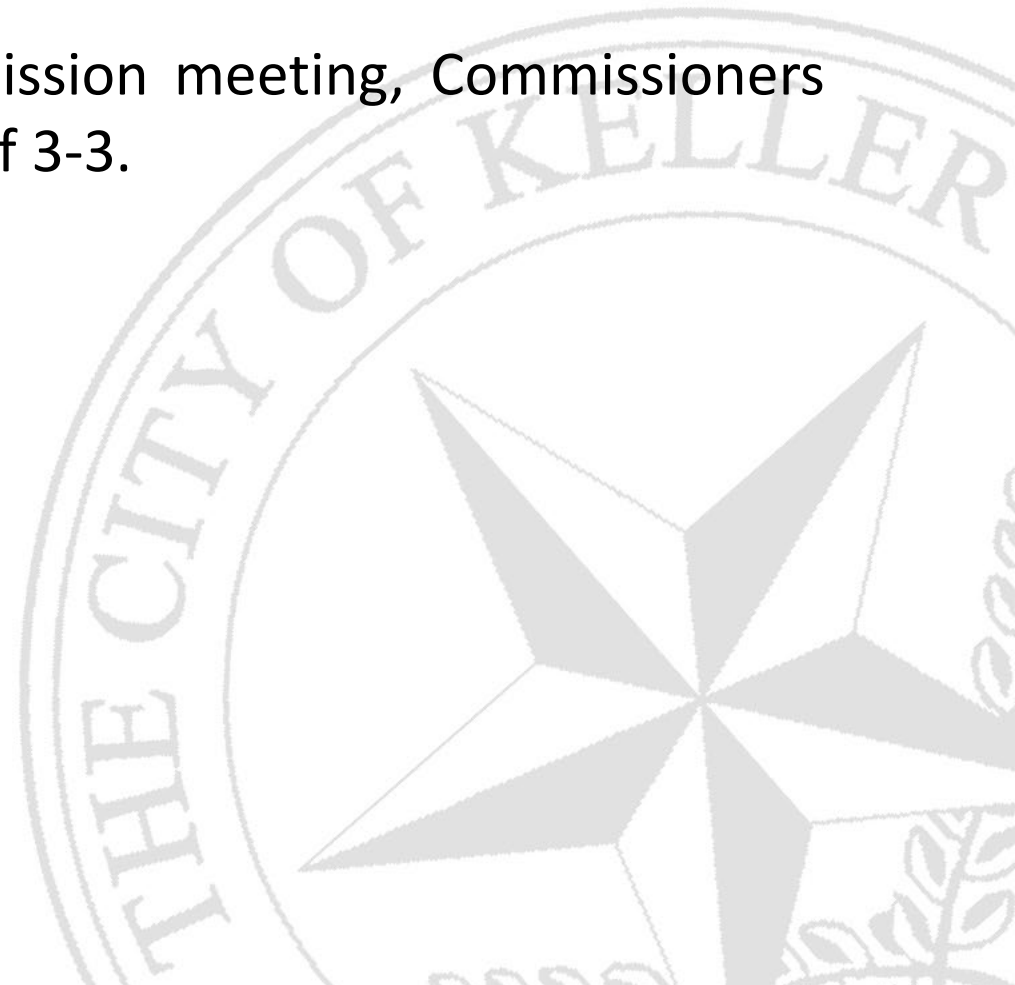 ission meeting, Commissioners
f 3-3.
THE CITY OF KELLER